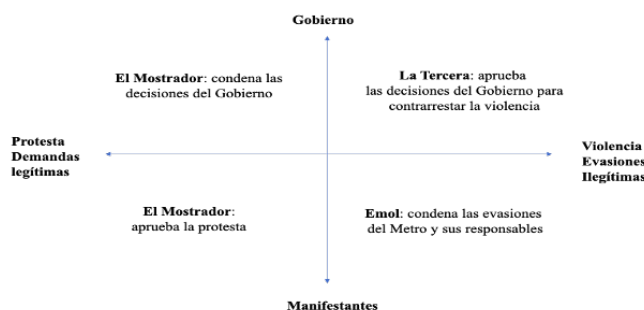 Gobierno
El Mostrador: condena las
decisiones del Gobierno
La Tercera: aprueba
las decisiones del Gobierno para
contrarrestar la violencia
Protesta
Demandas
legítimas
Violencia
Evasiones
Ilegítimas
El Mostrador:
aprueba la protesta
Emol: condena las evasiones
del Metro y sus responsables
Manifestantes